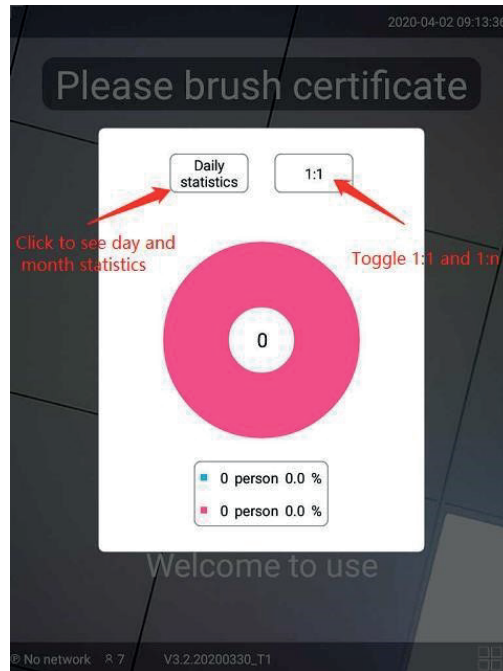 2020-04-02 09:13:36
Please brush certificate
Daily
statistics
1:1
Click to see day and
month statistics
Toggle 1:1 and 1:n
0
0 person 0.0 %
0 person 0.0 %
Welcome to use
No network 7 V3.2.20200330_T1